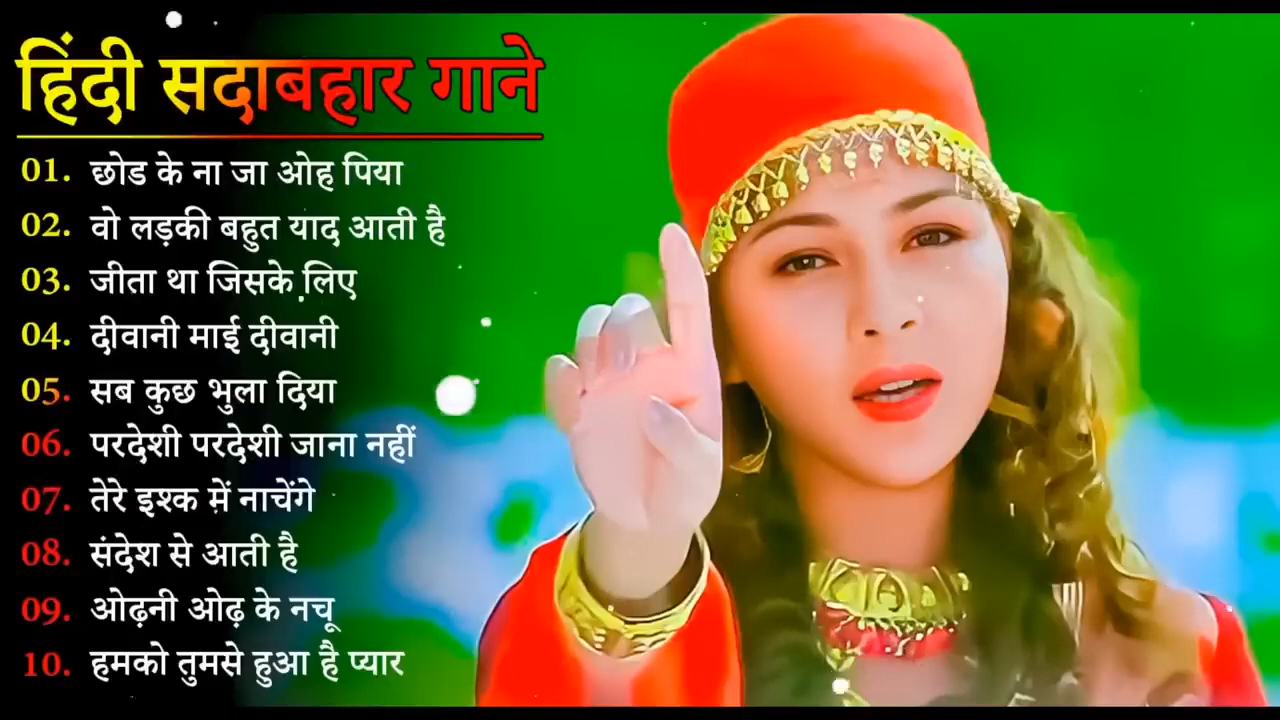 हिंदी सदाबहार गाने
01. छोड के ना जा ओह पिया
02. वो लड़की बहुत याद आती है
03. जीता था जिसके लिए
04. दीवानी माई दीवानी
05. सब कुछ भुला दिया
06. परदेशी परदेशी जाना नहीं
07. तेरे इश्क में नाचेंगे
08. संदेश से आती है
09. ओढ़नी ओढ़ के नचू
10. हमको तुमसे हुआ है प्यार